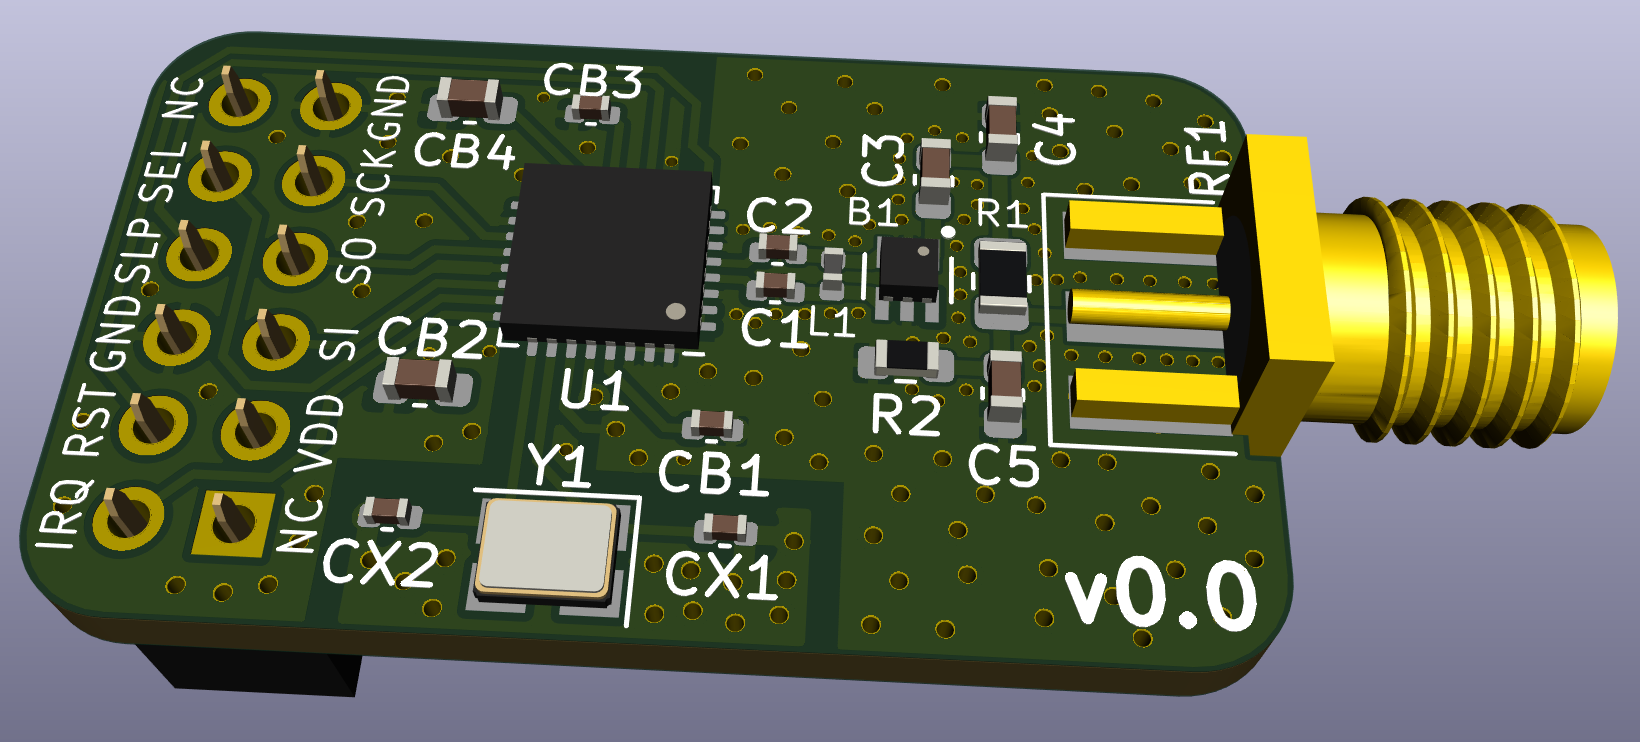 NC
GND
CB3
CB4
SEL
SCK
SLP
SO
GND
SI
RST
VDD
IRQ
NC
CB2
U1
C2
C1
L1
C3
C4
B1
R1
RF1
R2
C5
Y1
CB1
CX2
CX1
v0.0